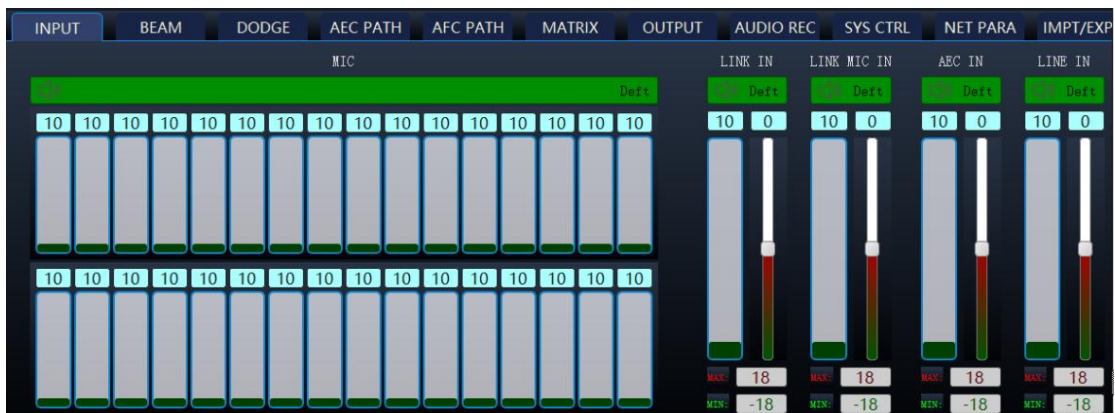 INPUT BEAM DODGE AEC PATH AFC PATH MATRIX OUTPUT AUDIO REC SYS CTRL NET PARA IMPT/EXP
MIC LINK IN LINK MIC IN AEC IN LINE IN
Deft Deft Deft Deft Deft
10 10 10 10 10 10 10 10 10 10 10 10 10 10 10 10 10 0 10 0 10 0 10 0
10 10 10 10 10 10 10 10 10 10 10 10 10 10 10 10
MAX: 18 MAX: 18 MAX: 18 MAX: 18
MIN: -18 MIN: -18 MIN: -18 MIN: -18